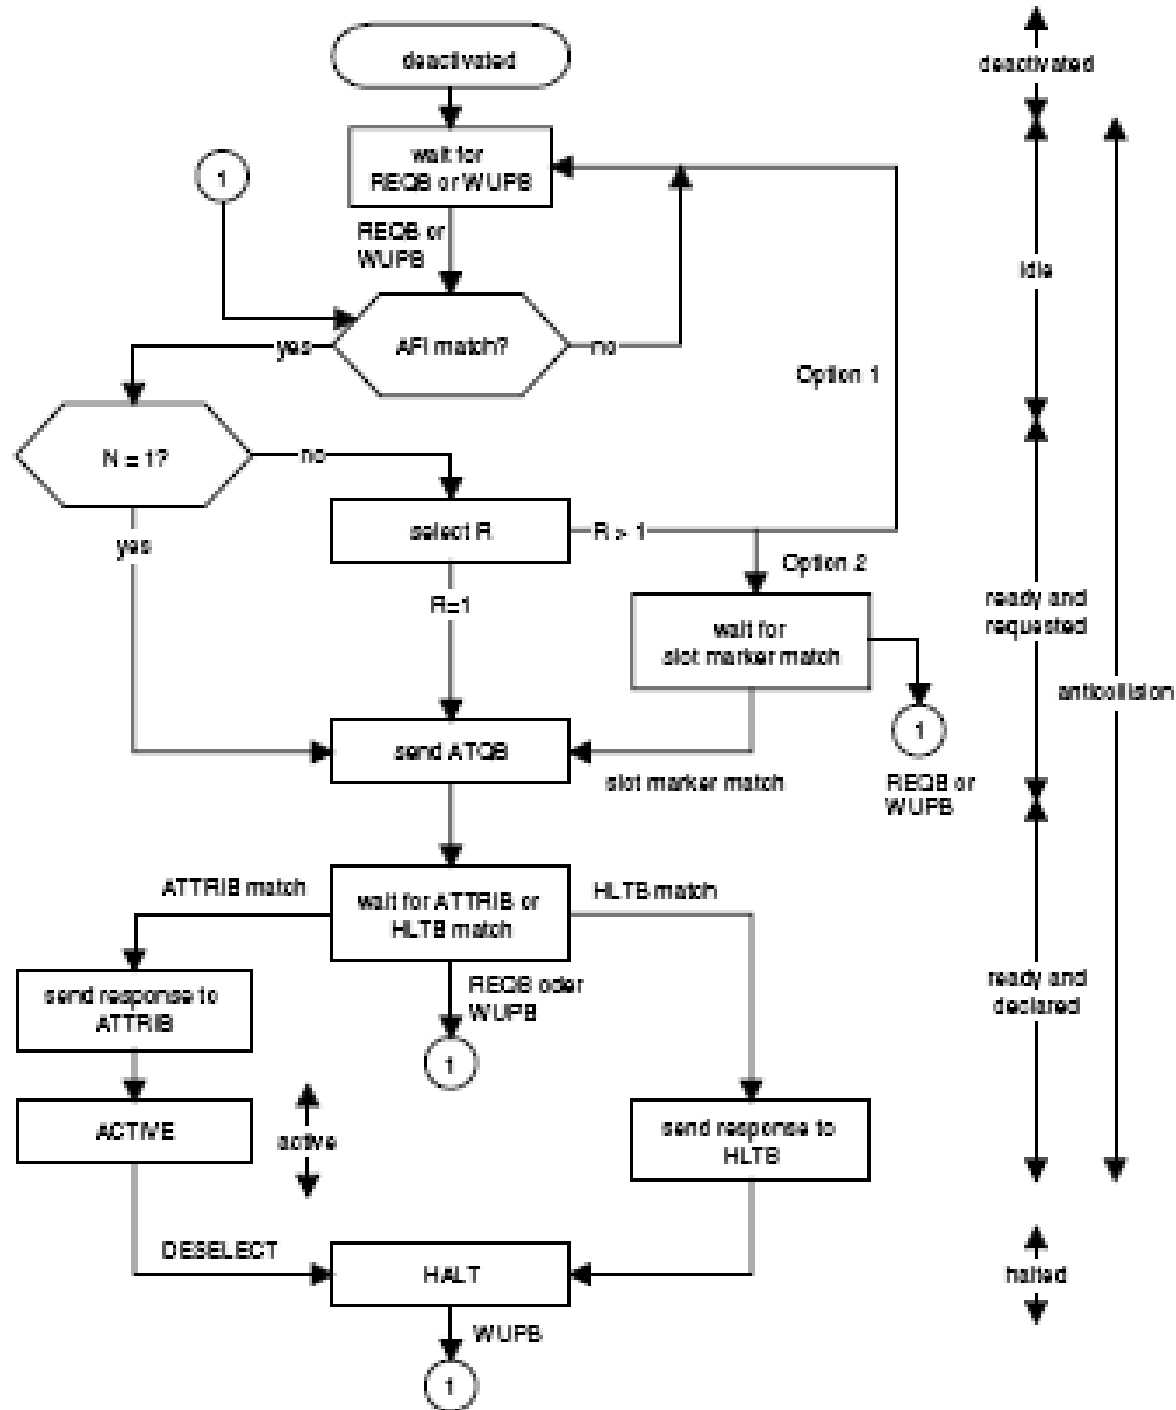 deactivated
deactivated
wait for
REQB or WUPB
1
REQB or
WUPB
idle
yes
AFI match?
no
Option 1
N = 1?
no
yes
select R
R > 1
Option 2
R=1
wait for
slot marker match
ready and
requested
anticollision
1
send ATQB
slot marker match
REQB or
WUPB
ATTRIB match
wait for ATTRIB or
HLTB match
HLTB match
REQB oder
WUPB
send response to
ATTRIB
ready and
declared
1
ACTIVE
active
send response to
HLTB
DESELECT
HALT
halted
WUPB
1